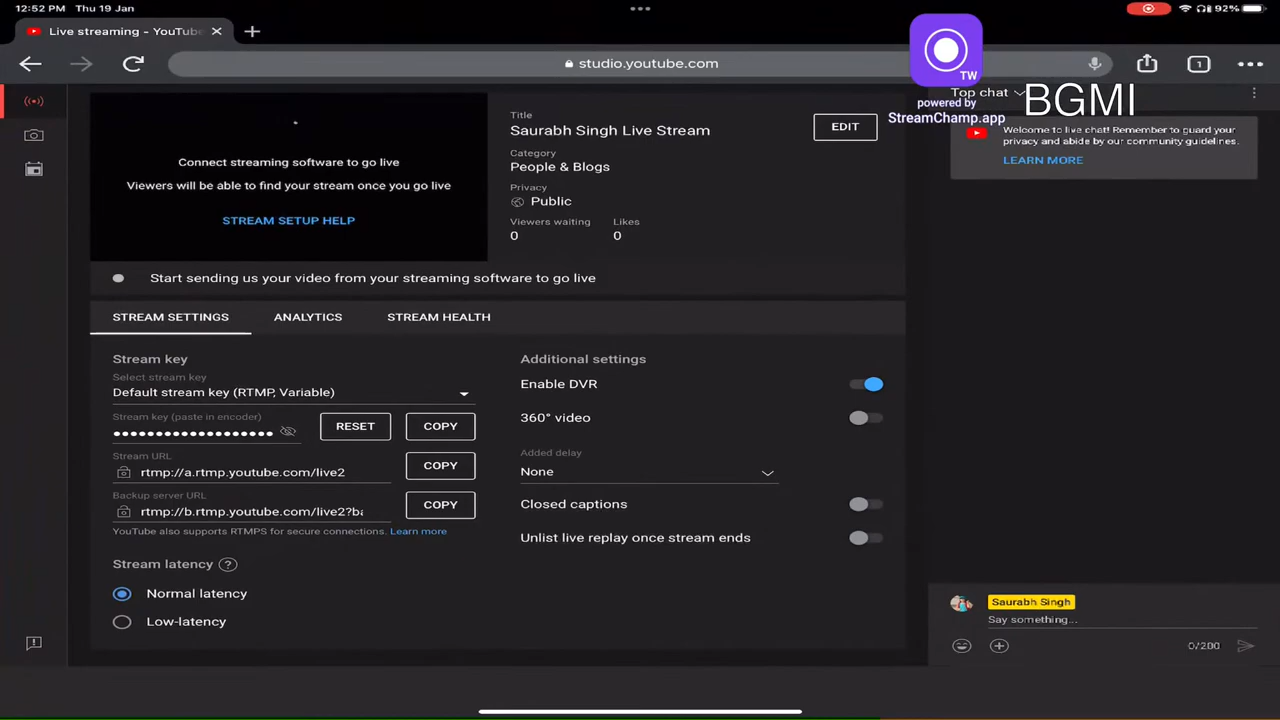 12:52 PM Thu 19 Jan
92%
Live streaming - YouTube
studio.youtube.com
TW
powered by
StreamChamp.app
BGMI
Top chat
Welcome to live chat! Remember to guard your
privacy and abide by our community guidelines.
LEARN MORE
Connect streaming software to go live
Viewers will be able to find your stream once you go live
STREAM SETUP HELP
Title
Saurabh Singh Live Stream
EDIT
Category
People & Blogs
Privacy
Public
Viewers waiting Likes
0 0
Start sending us your video from your streaming software to go live
STREAM SETTINGS ANALYTICS STREAM HEALTH
Stream key
Select stream key
Default stream key (RTMP, Variable)
Stream key (paste in encoder)
•••••••••••••••••••
RESET COPY
Stream URL
rtmp://a.rtmp.youtube.com/live2
COPY
Backup server URL
rtmp://b.rtmp.youtube.com/live2?ba
COPY
YouTube also supports RTMPS for secure connections. Learn more
Stream latency ?
Normal latency
Low-latency
Additional settings
Enable DVR
360° video
Added delay
None
Closed captions
Unlist live replay once stream ends
Saurabh Singh
Say something...
0/200